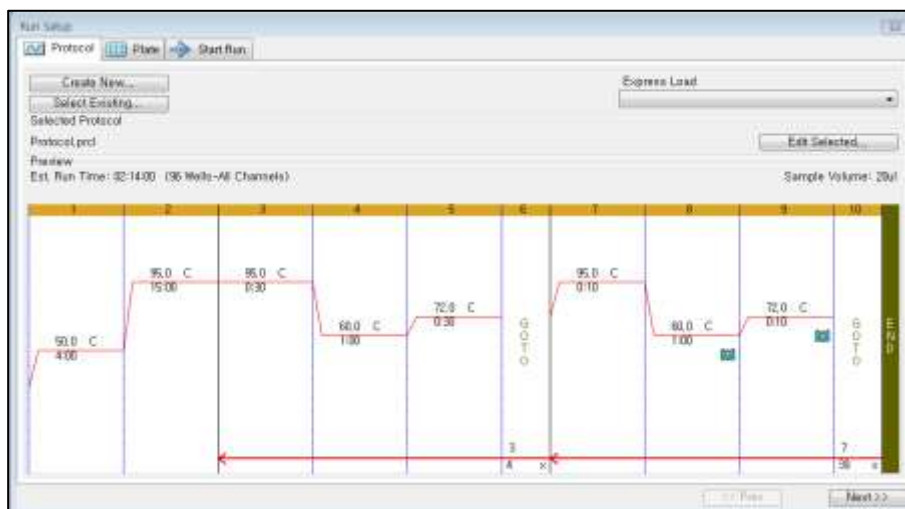 Run Setup
Protocol Plate Start Run
Create New... Express Load
Select Existing...
Selected Protocol
Protocol.prcl Edit Selected...
Preview
Est. Run Time: 02:14:00 (96 Wells-All Channels) Sample Volume: 20ul
1 2 3 4 5 6 7 8 9 10
95.0 C 95.0 C 95.0 C
15:00 0:30 0:10
72.0 C 72.0 C
0:30 0:10
60.0 C 60.0 C
1:00 1:00
50.0 C
4:00
GOTO GOTO END
3 7
4 x x
<< Prev Next >>